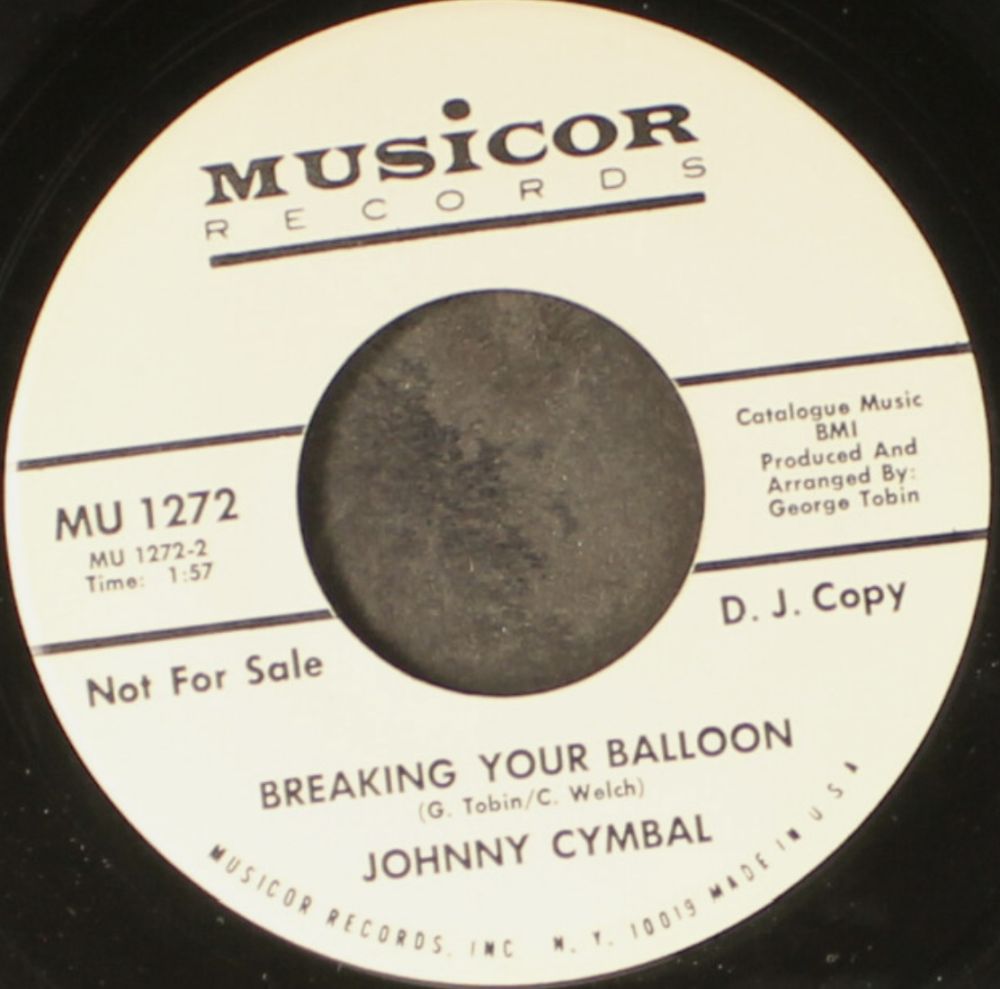 MUSiCOR
RECORDS
Catalogue Music
BMI
Produced And
Arranged By:
George Tobin
MU 1272
MU 1272-2
Time: 1:57
D. J. Copy
Not For Sale
BREAKING YOUR BALLOON
(G. Tobin/C. Welch)
JOHNNY CYMBAL
MUSICOR RECORDS, INC N. Y. 10019 MADE IN USA